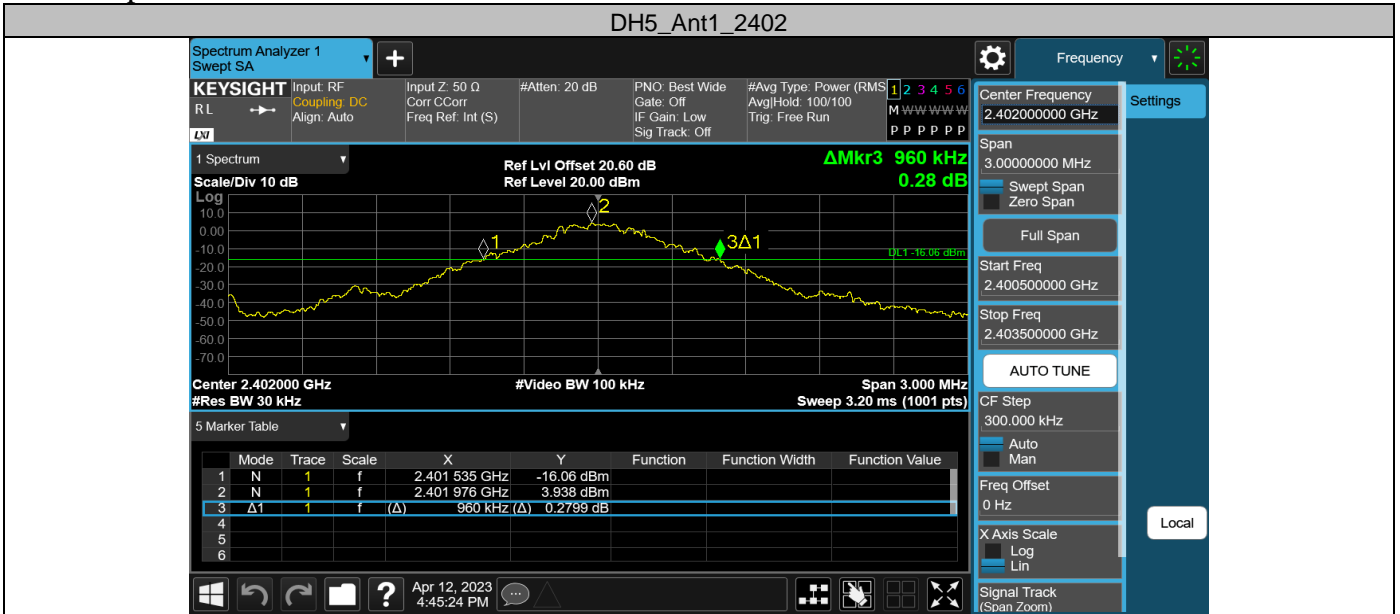 DH5_Ant1_2402
Spectrum Analyzer 1
Swept SA
Frequency
KEYSIGHT
RL
LXI
Input: RF
Coupling: DC
Align: Auto
Input Z: 50 Ω
Corr CCorr
Freq Ref: Int (S)
#Atten: 20 dB
PNO: Best Wide
Gate: Off
IF Gain: Low
Sig Track: Off
#Avg Type: Power (RMS
Avg|Hold: 100/100
Trig: Free Run
1 2 3 4 5 6
M W W W W W
P P P P P P
1 Spectrum
Scale/Div 10 dB
Ref Lvl Offset 20.60 dB
Ref Level 20.00 dBm
ΔMkr3 960 kHz
0.28 dB
Log
10.0
0.00
-10.0
-20.0
-30.0
-40.0
-50.0
-60.0
-70.0
1
2
3Δ1
DL1 -16.06 dBm
Center 2.402000 GHz
#Video BW 100 kHz
Span 3.000 MHz
#Res BW 30 kHz
Sweep 3.20 ms (1001 pts)
5 Marker Table
Mode Trace Scale X Y Function Function Width Function Value
1 N 1 f 2.401 535 GHz -16.06 dBm
2 N 1 f 2.401 976 GHz 3.938 dBm
3 Δ1 1 f (Δ) 960 kHz (Δ) 0.2799 dB
4
5
6
Apr 12, 2023
4:45:24 PM
Center Frequency
2.402000000 GHz
Settings
Span
3.00000000 MHz
Swept Span
Zero Span
Full Span
Start Freq
2.400500000 GHz
Stop Freq
2.403500000 GHz
AUTO TUNE
CF Step
300.000 kHz
Auto
Man
Freq Offset
0 Hz
X Axis Scale
Log
Lin
Local
Signal Track
(Span Zoom)